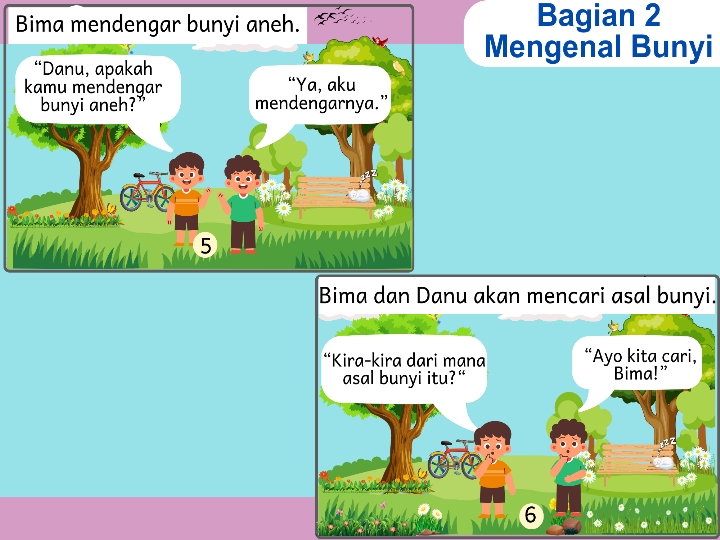 Bagian 2
Mengenal Bunyi
Bima mendengar bunyi aneh.
“Danu, apakah
kamu mendengar
bunyi aneh?”
“Ya, aku
mendengarnya.”
zzz
5
Bima dan Danu akan mencari asal bunyi.
“Kira-kira dari mana
asal bunyi itu?“
“Ayo kita cari,
Bima!”
zzz
6